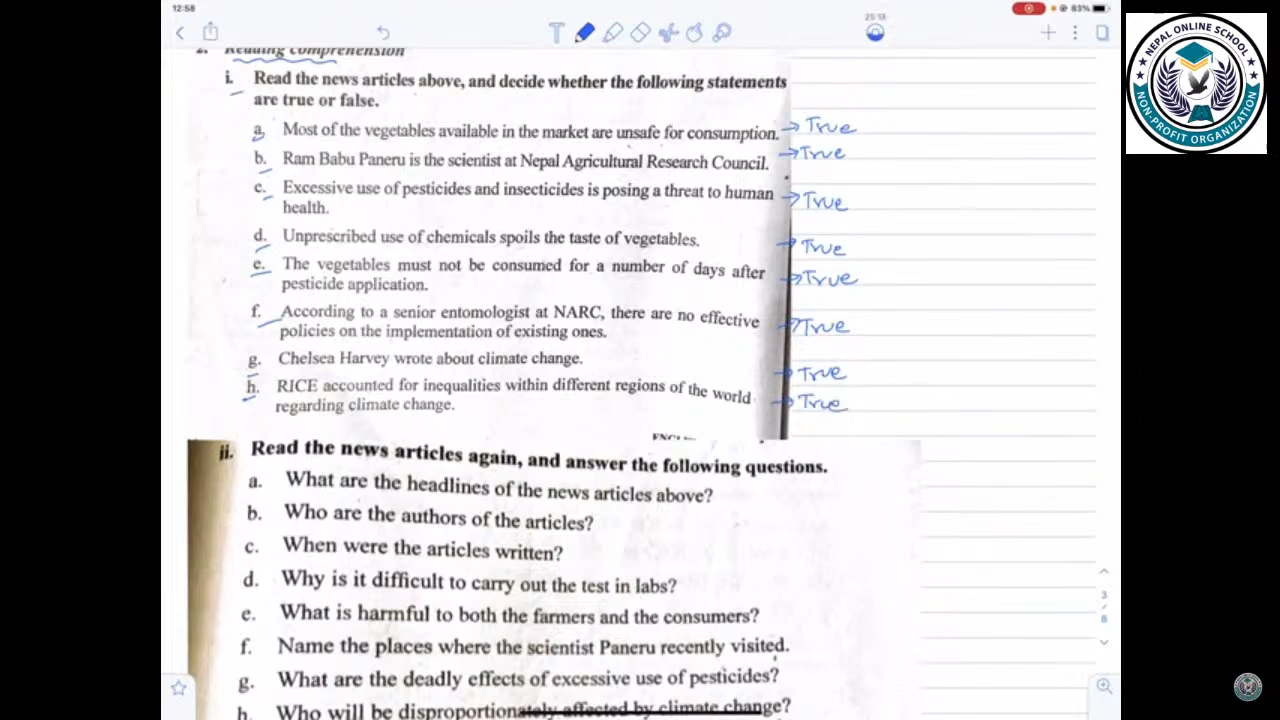 12:58
25:13
83%
2. Reading comprehension
i. Read the news articles above, and decide whether the following statements
are true or false.
a. Most of the vegetables available in the market are unsafe for consumption. → True
b. Ram Babu Paneru is the scientist at Nepal Agricultural Research Council. → True
c. Excessive use of pesticides and insecticides is posing a threat to human
health. → True
d. Unprescribed use of chemicals spoils the taste of vegetables. → True
e. The vegetables must not be consumed for a number of days after
pesticide application. → True
f. According to a senior entomologist at NARC, there are no effective
policies on the implementation of existing ones. → True
g. Chelsea Harvey wrote about climate change. → True
h. RICE accounted for inequalities within different regions of the world
regarding climate change. → True
ii. Read the news articles again, and answer the following questions.
a. What are the headlines of the news articles above?
b. Who are the authors of the articles?
c. When were the articles written?
d. Why is it difficult to carry out the test in labs?
e. What is harmful to both the farmers and the consumers?
f. Name the places where the scientist Paneru recently visited.
g. What are the deadly effects of excessive use of pesticides?
h. Who will be disproportionately affected by climate change?
3
/
8
NEPAL ONLINE SCHOOL
NON-PROFIT ORGANIZATION